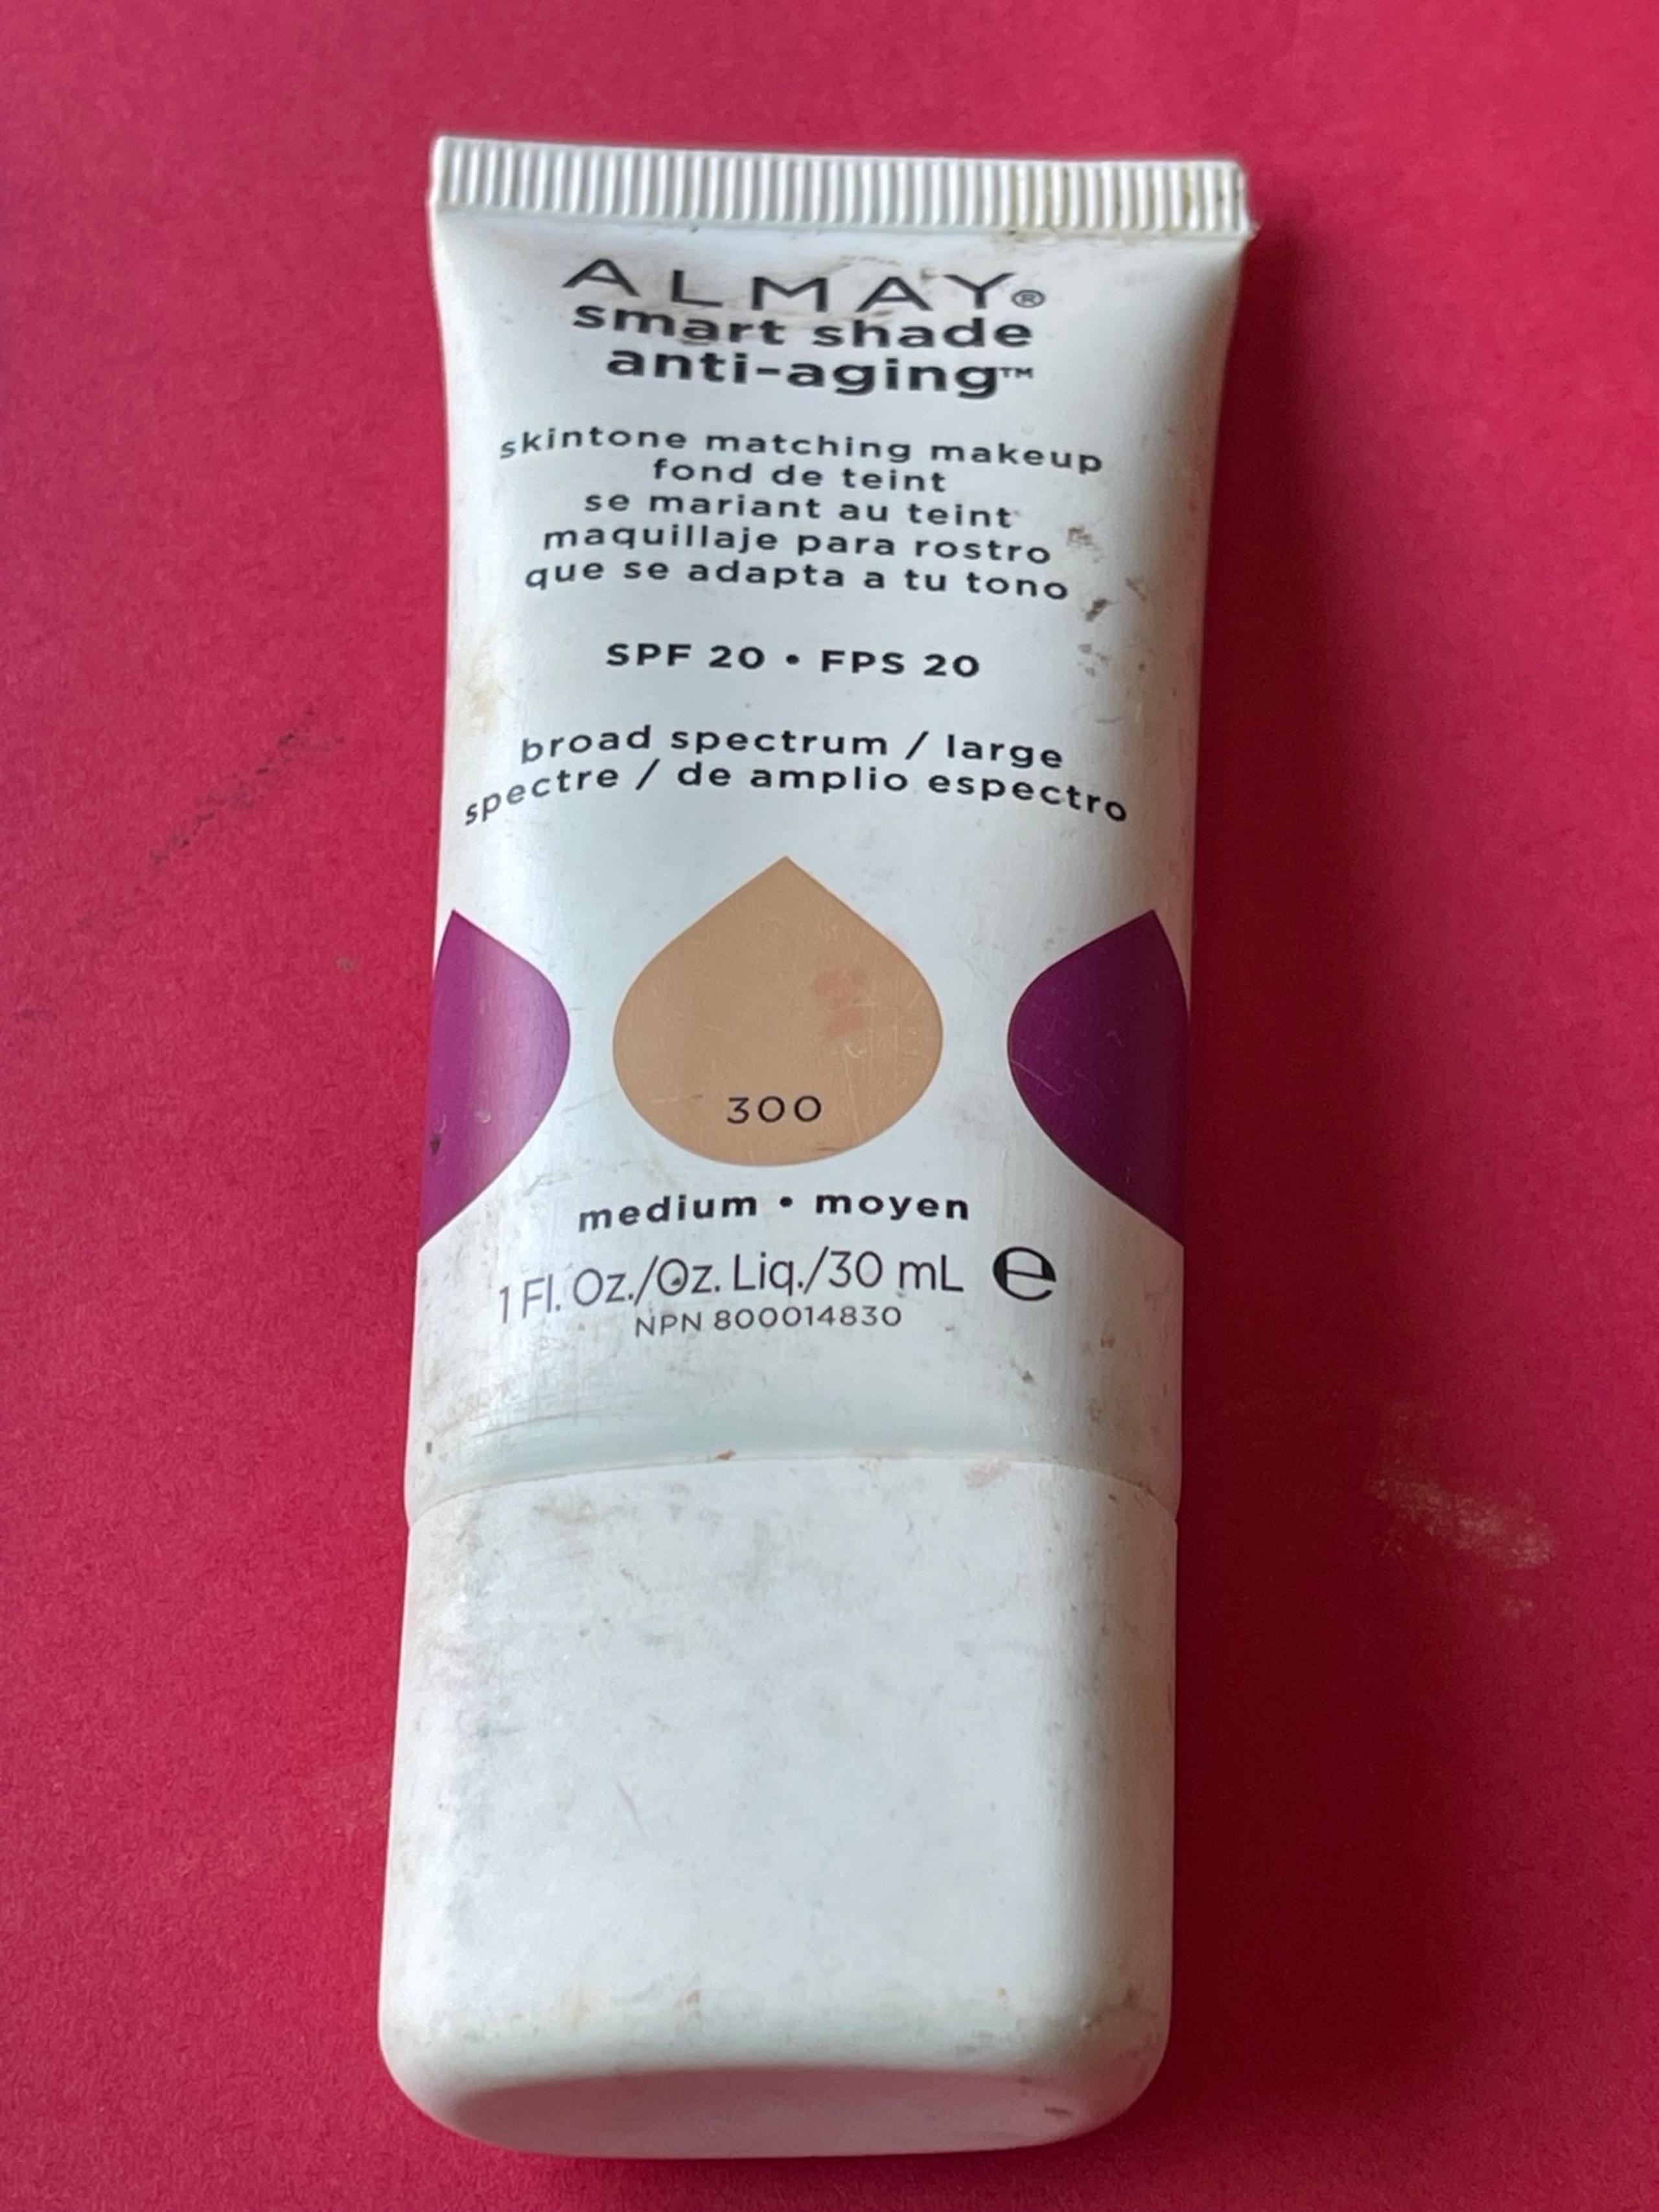 ALMAY®
smart shade
anti-aging™
skintone matching makeup
fond de teint
se mariant au teint
maquillaje para rostro
que se adapta a tu tono
SPF 20 • FPS 20
broad spectrum / large
spectre / de amplio espectro
300
medium • moyen
1 Fl. Oz./Oz. Liq./30 mL ℮
NPN 800014830